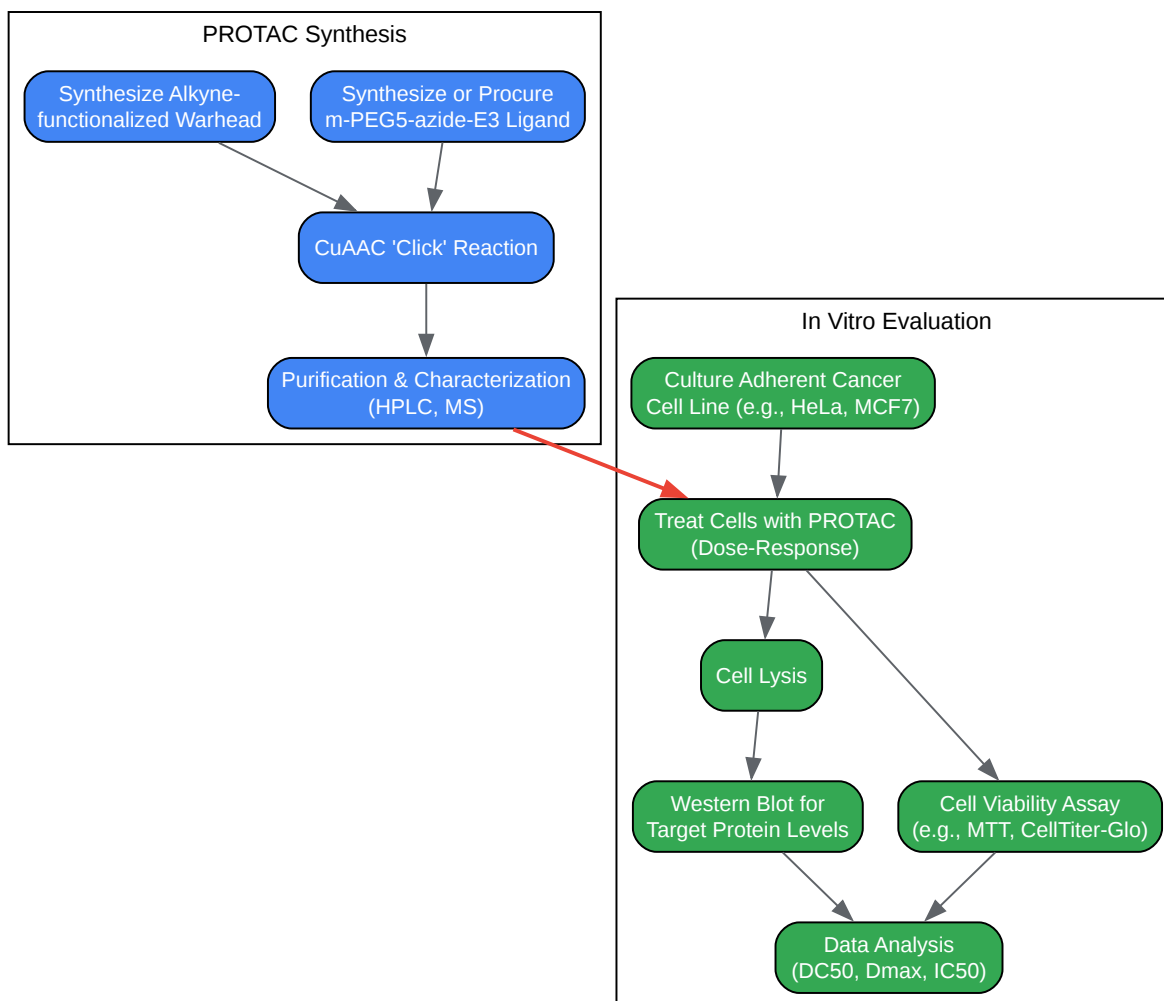 PROTAC Synthesis
Synthesize Alkyne-
functionalized Warhead
Synthesize or Procure
m-PEG5-azide-E3 Ligand
CuAAC 'Click' Reaction
Purification & Characterization
(HPLC, MS)
In Vitro Evaluation
Culture Adherent Cancer
Cell Line (e.g., HeLa, MCF7)
Treat Cells with PROTAC
(Dose-Response)
Cell Lysis
Western Blot for
Target Protein Levels
Cell Viability Assay
(e.g., MTT, CellTiter-Glo)
Data Analysis
(DC50, Dmax, IC50)